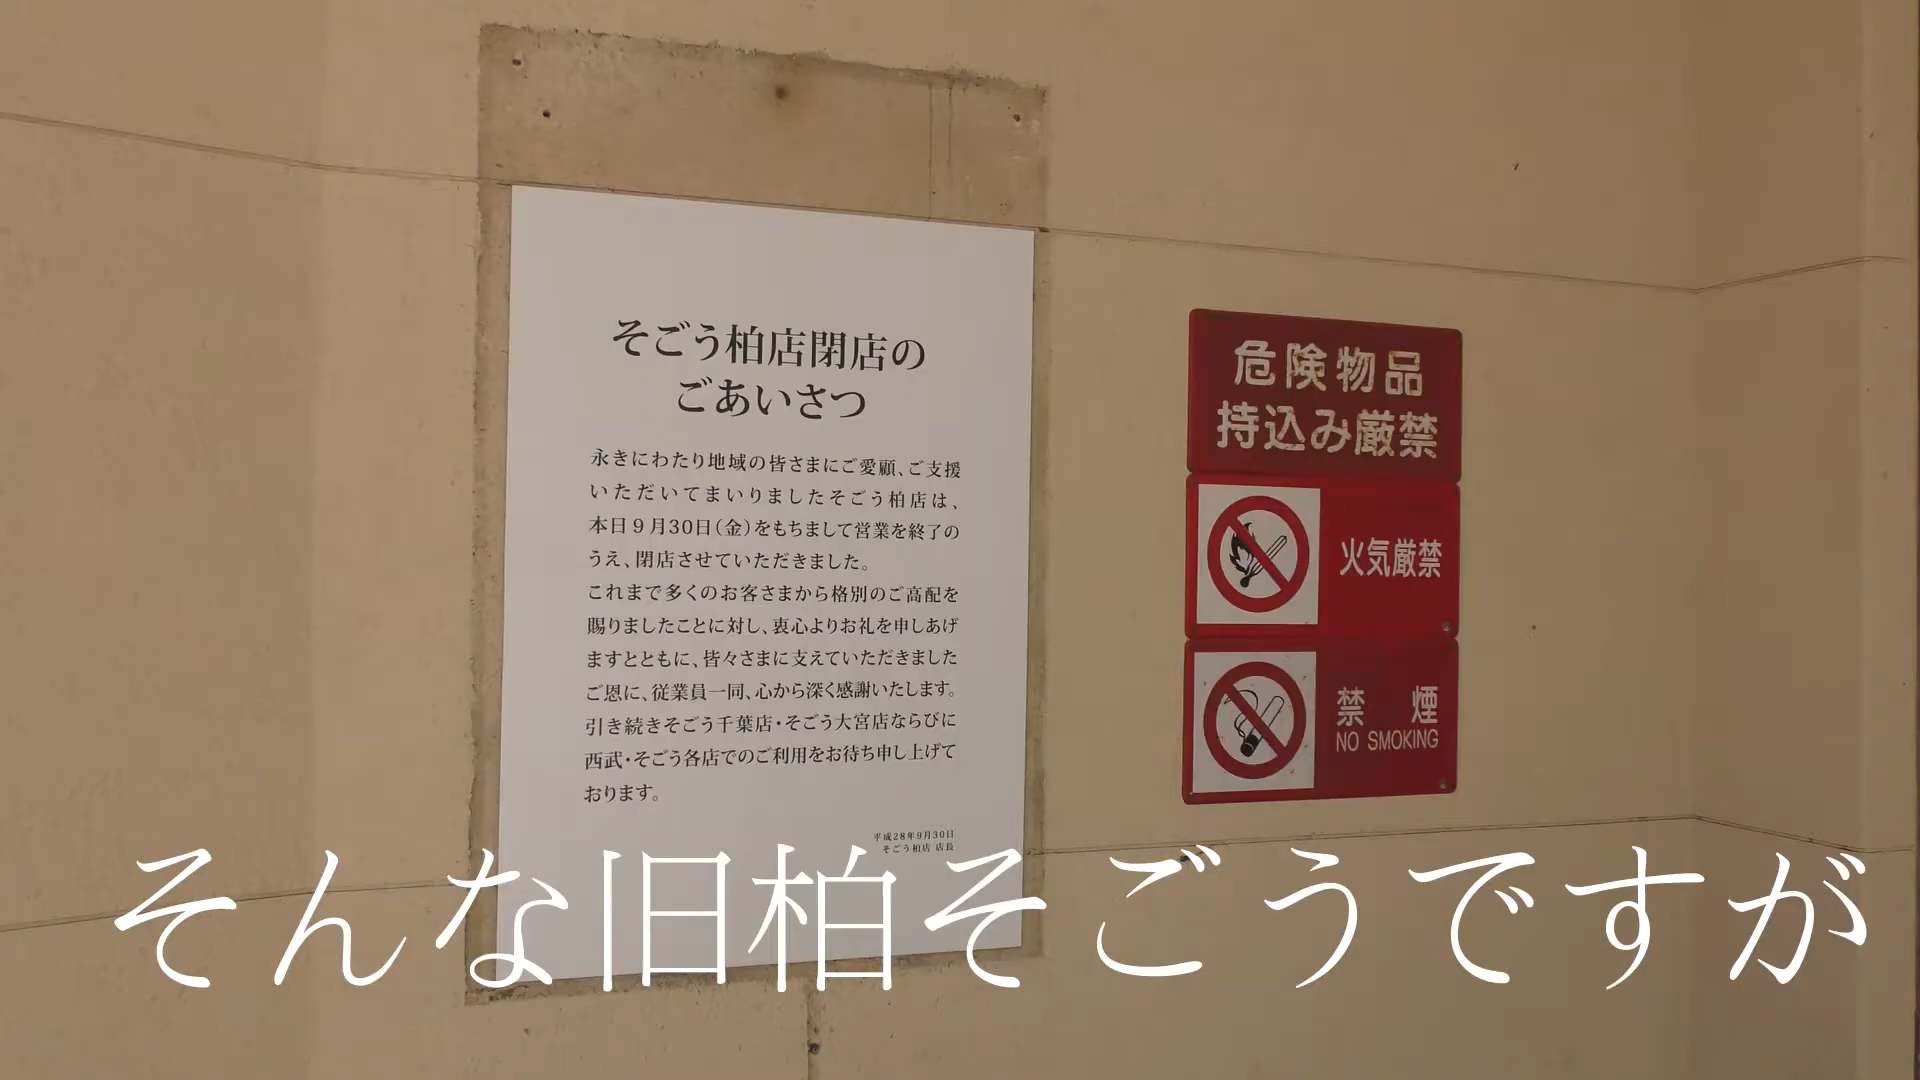 そごう柏店閉店の
ごあいさつ
永きにわたり地域の皆さまにご愛顧、ご支援
いただいてまいりましたそごう柏店は、
本日9月30日(金)をもちまして営業を終了の
うえ、閉店させていただきました。
これまで多くのお客さまから格別のご高配を
賜りましたことに対し、衷心よりお礼を申しあげ
ますとともに、皆々さまに支えていただきました
ご恩に、従業員一同、心から深く感謝いたします。
引き続きそごう千葉店・そごう大宮店ならびに
西武・そごう各店でのご利用をお待ち申し上げて
おります。
平成28年9月30日
そごう柏店 店長
危険物品
持込み厳禁
火気厳禁
禁 煙
NO SMOKING
そんな旧柏そごうですが